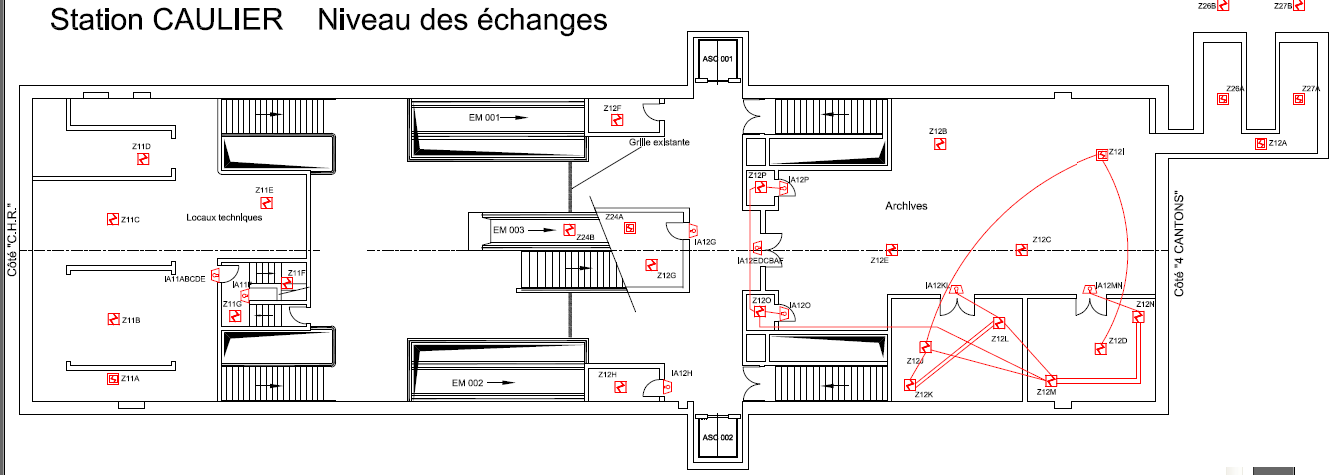 Station CAULIER Niveau des échanges
Z26B
Z27B
ASC 001
Z26A
Z27A
EM 001
Z12F
Z12B
Z12A
Grille existante
Z12I
Z11D
Z11E
Z12P
IA12P
Locaux techniques
Z11C
Archives
Z24A
EM 003
Z24B
IA12G
Z12C
Z12E
IA12EDCBAF
Côté "C.H.R."
Côté "4 CANTONS"
IA11ABCDE
Z11F
Z12G
IA12KL
IA12MN
Z11G
Z12O
IA12O
Z12N
Z11B
Z12L
Z12J
Z12D
Z11A
EM 002
Z12H
IA12H
Z12K
Z12M
ASC 002